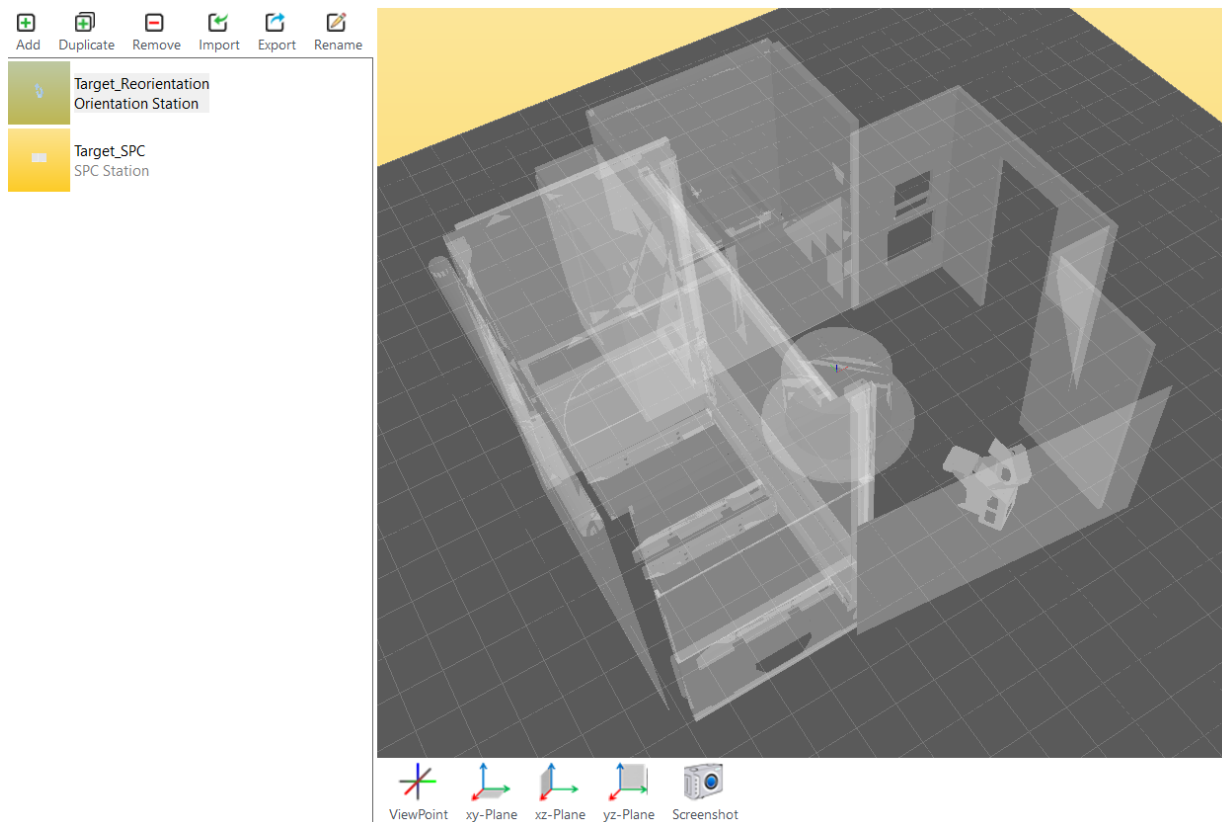 Add Duplicate Remove Import Export Rename
Target_Reorientation
Orientation Station
Target_SPC
SPC Station
ViewPoint xy-Plane xz-Plane yz-Plane Screenshot